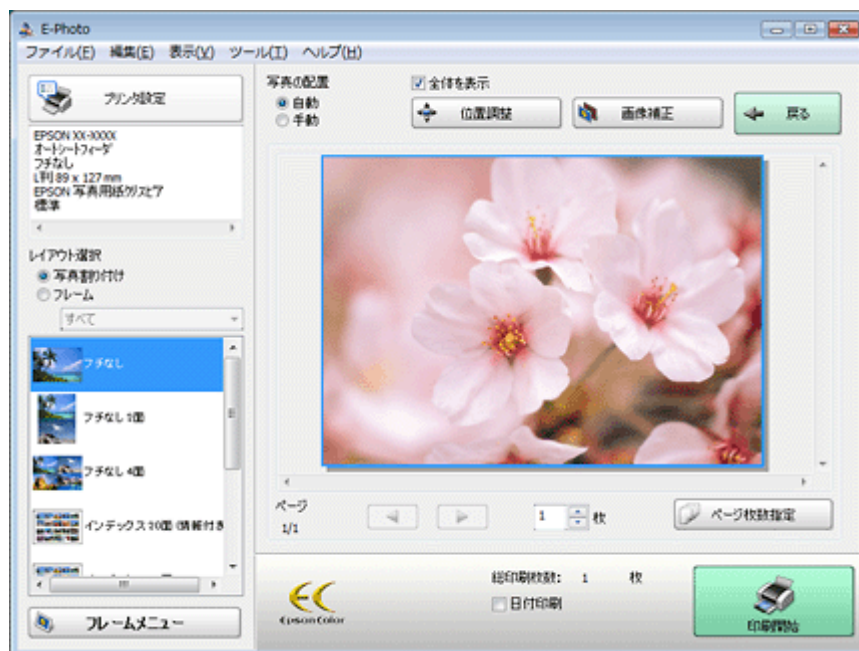 E-Photo
ファイル(F) 編集(E) 表示(V) ツール(T) ヘルプ(H)
プリンタ設定
EPSON XX-XXXX
オートシートフィーダ
フチなし
L判 89 x 127 mm
EPSON 写真用紙クリスピア
標準
レイアウト選択
写真割り付け
フレーム
すべて
フチなし
フチなし 1面
フチなし 4面
インデックス 20面 (情報付き
フレームメニュー
写真の配置
自動
手動
全体を表示
位置調整
画像補正
戻る
ページ
1/1
1 枚
ページ枚数指定
EC
Epson Color
総印刷枚数: 1 枚
日付印刷
印刷開始